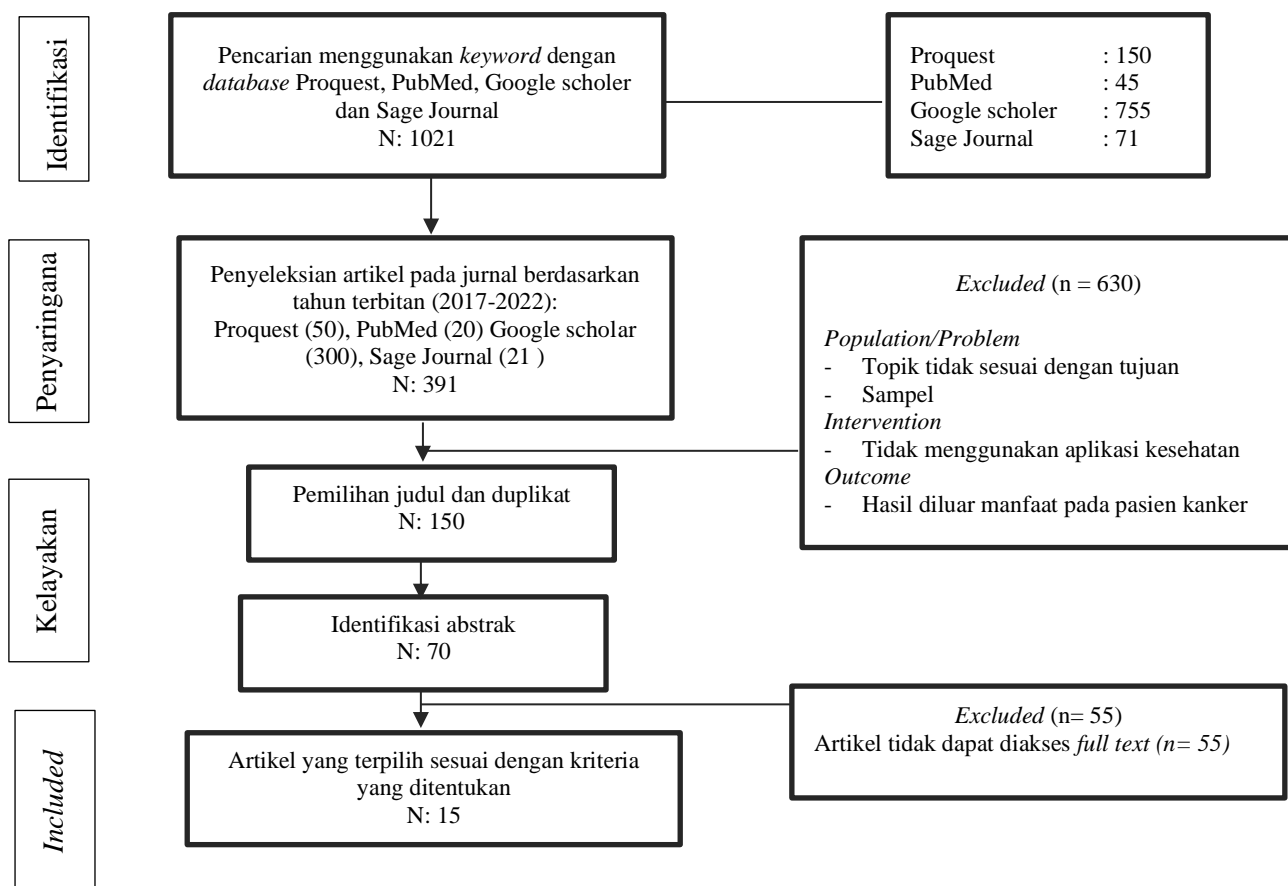 Identifikasi
Pencarian menggunakan keyword dengan
database Proquest, PubMed, Google scholer
dan Sage Journal
N: 1021
Proquest : 150
PubMed : 45
Google scholer : 755
Sage Journal : 71
Penyaringana
Penyeleksian artikel pada jurnal berdasarkan
tahun terbitan (2017-2022):
Proquest (50), PubMed (20) Google scholar
(300), Sage Journal (21 )
N: 391
Excluded (n = 630)
Population/Problem
- Topik tidak sesuai dengan tujuan
- Sampel
Intervention
- Tidak menggunakan aplikasi kesehatan
Outcome
- Hasil diluar manfaat pada pasien kanker
Kelayakan
Pemilihan judul dan duplikat
N: 150
Identifikasi abstrak
N: 70
Included
Excluded (n= 55)
Artikel tidak dapat diakses full text (n= 55)
Artikel yang terpilih sesuai dengan kriteria
yang ditentukan
N: 15